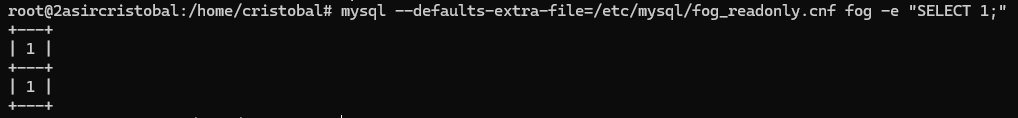 root@2asircristobal:/home/cristobal# mysql --defaults-extra-file=/etc/mysql/fog_readonly.cnf fog -e "SELECT 1;"
+---+
| 1 |
+---+
| 1 |
+---+